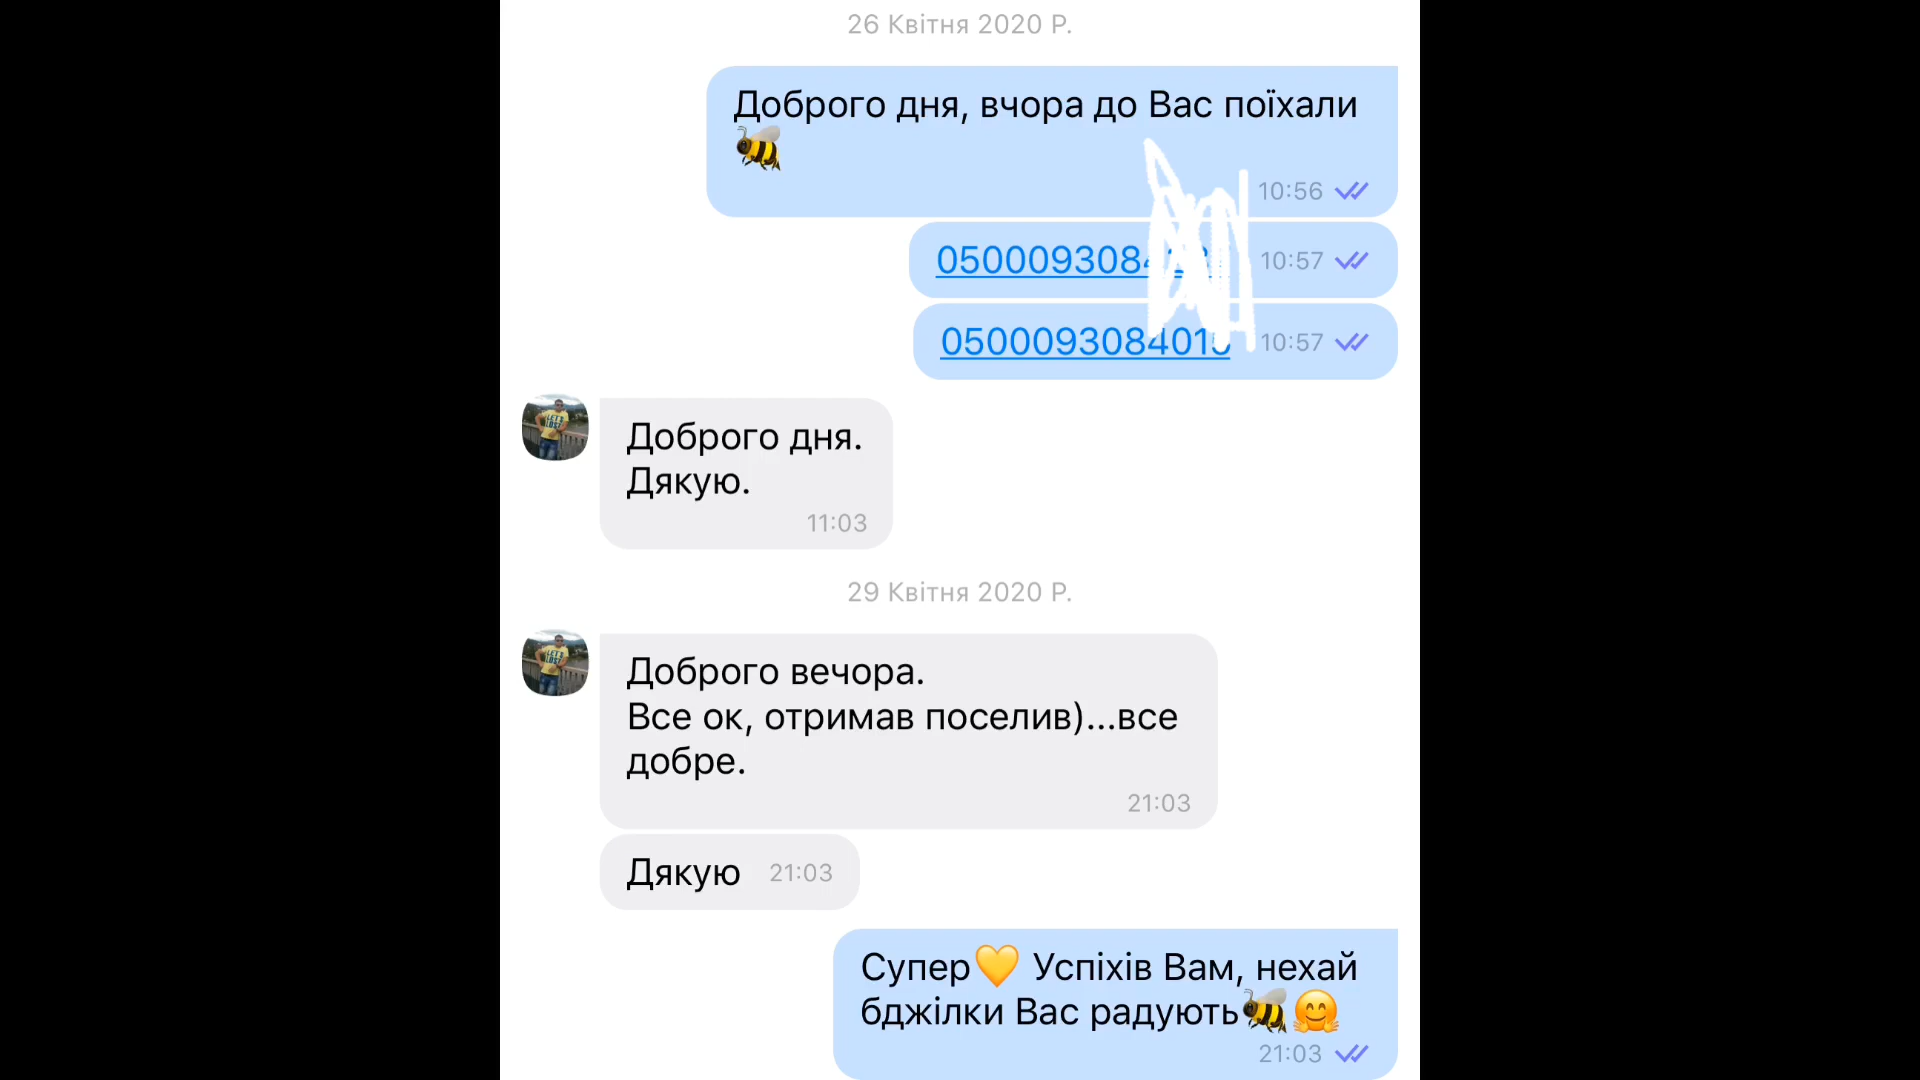 26 Квітня 2020 Р.
Доброго дня, вчора до Вас поїхали
🐝
10:56
10:57
10:57
Доброго дня.
Дякую.
11:03
29 Квітня 2020 Р.
Доброго вечора.
Все ок, отримав поселив)...все
добре.
21:03
Дякую 21:03
Супер💛 Успіхів Вам, нехай
бджілки Вас радують🐝🤗
21:03